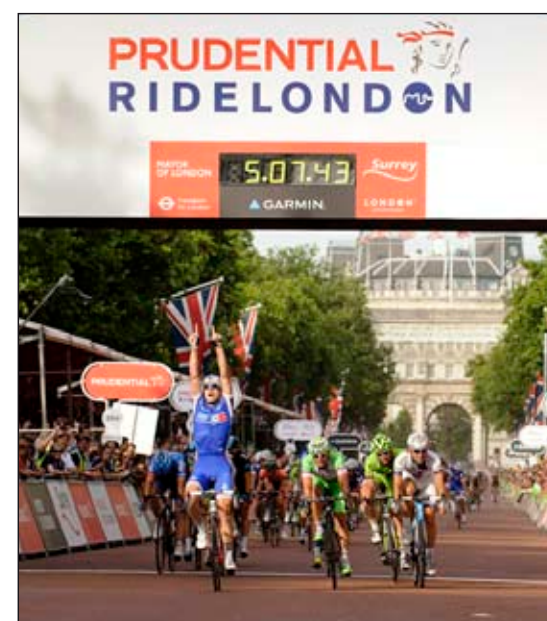 PRUDENTIAL
RIDELONDON
MAYOR
OF LONDON
5.07.43
Surrey
GARMIN
LONDON
PRUDENTIAL